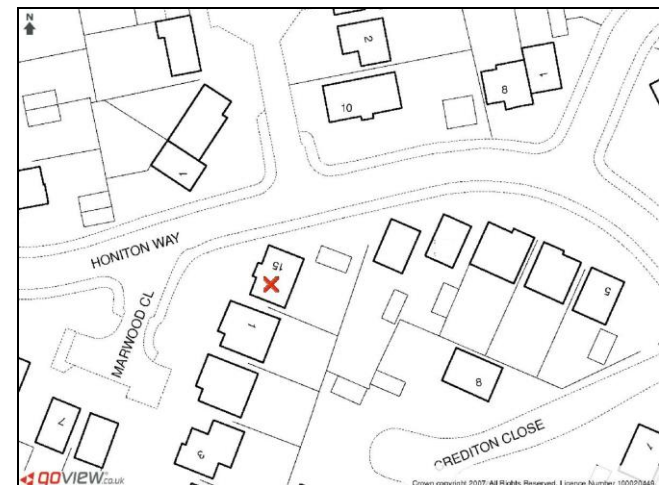 N
2
1
8
10
1
HONITON WAY
15
5
1
MARWOOD CL
9
7
3
CREDITON CLOSE
1
goview.co.uk
Crown copyright 2007. All Rights Reserved. Licence Number 100020449